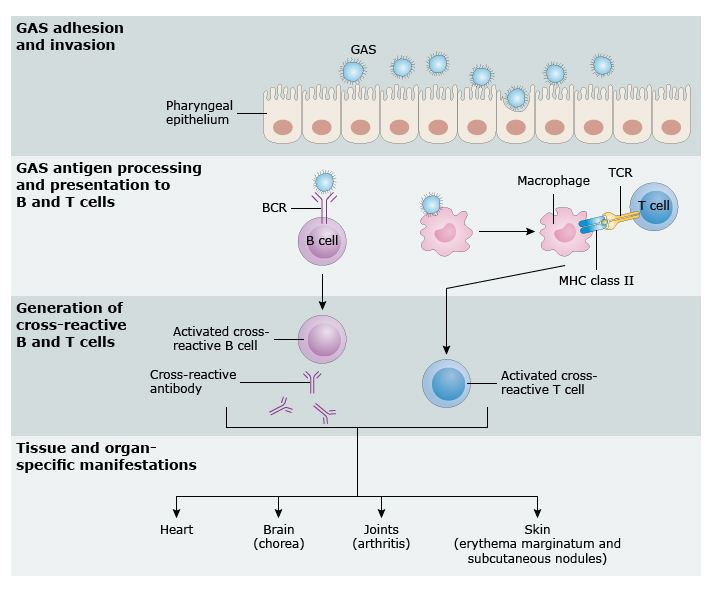 GAS adhesion
and invasion
GAS
Pharyngeal
epithelium
GAS antigen processing
and presentation to
B and T cells
BCR
B cell
Macrophage
TCR
T cell
MHC class II
Generation of
cross-reactive
B and T cells
Activated cross-
reactive B cell
Cross-reactive
antibody
Activated cross-
reactive T cell
Tissue and organ-
specific manifestations
Heart
Brain
(chorea)
Joints
(arthritis)
Skin
(erythema marginatum and
subcutaneous nodules)